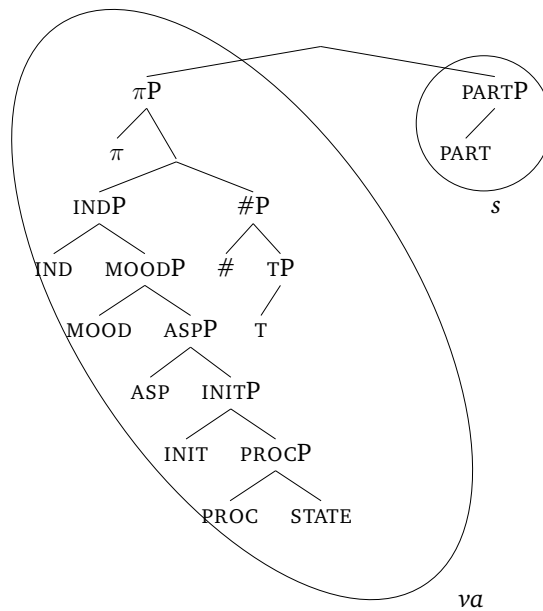 πP PARTP
π PART
INDP #P s
IND MOODP # TP
MOOD ASPP T
ASP INITP
INIT PROCP
PROC STATE
va